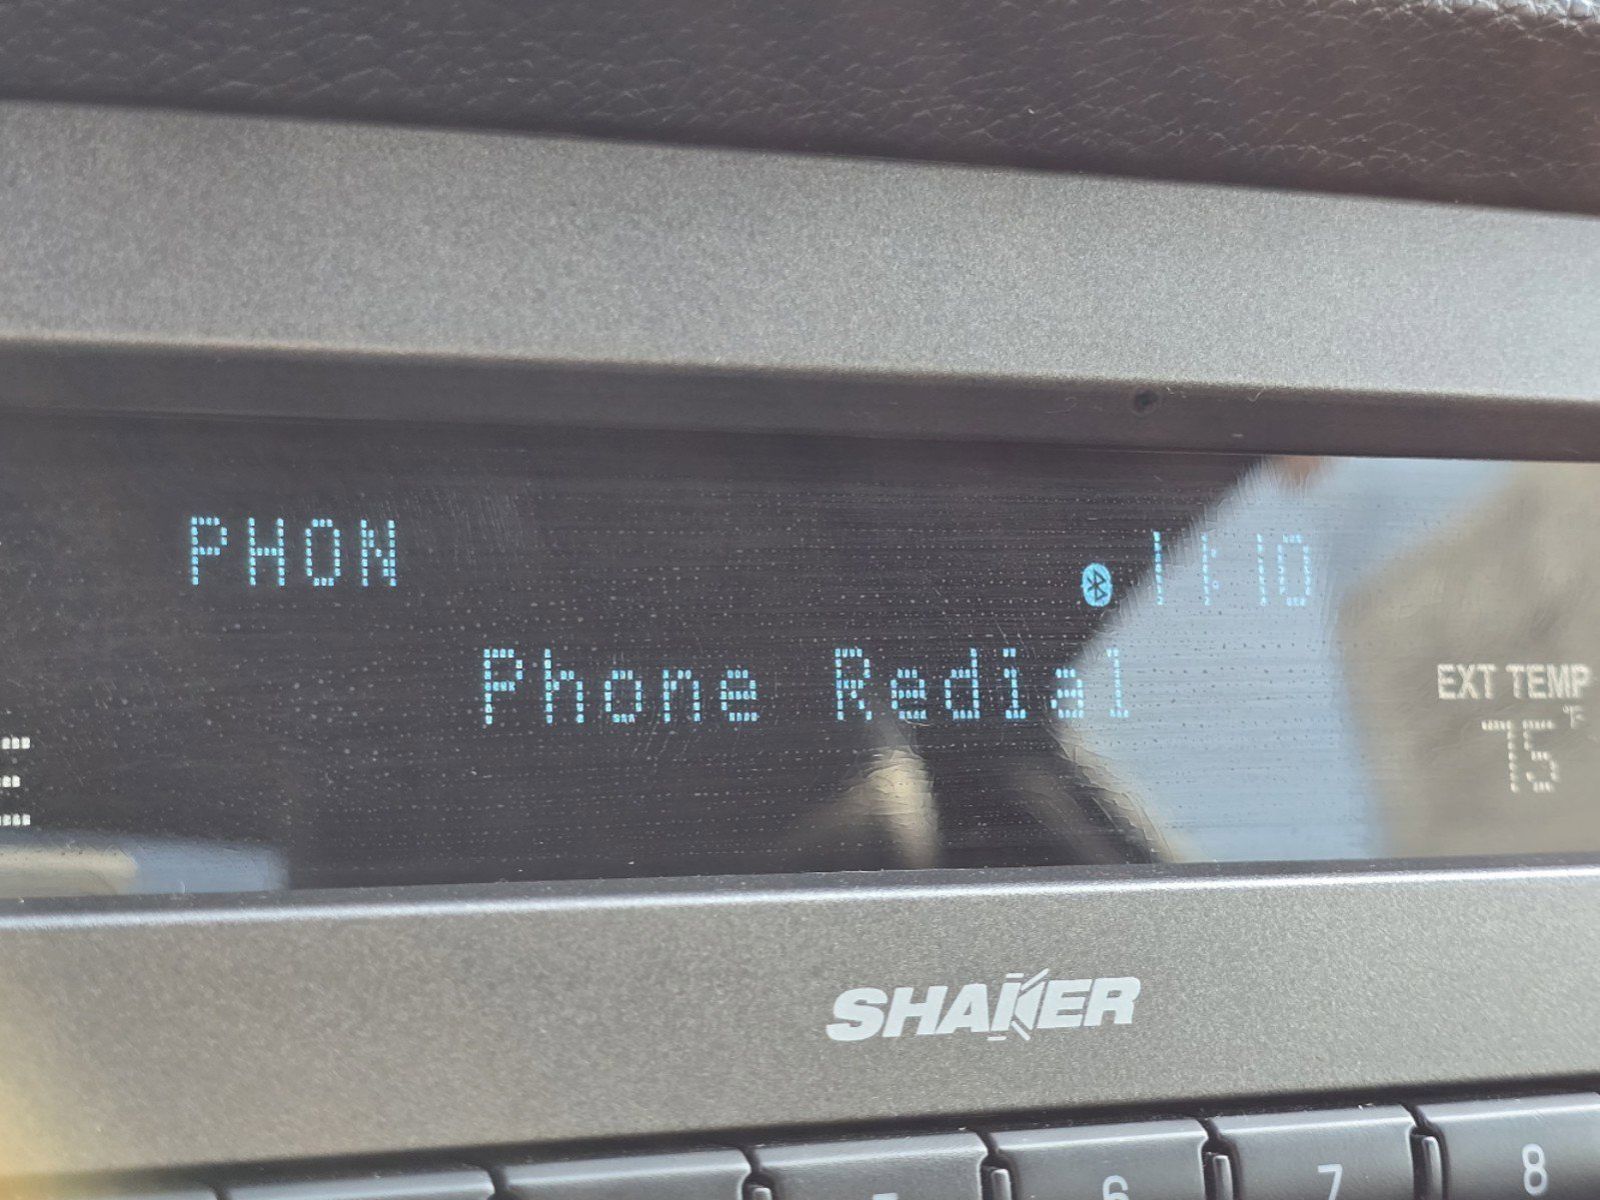 PHON
11:10
Phone Redial
EXT TEMP
75 °F
E
SHAKER
6
7
8